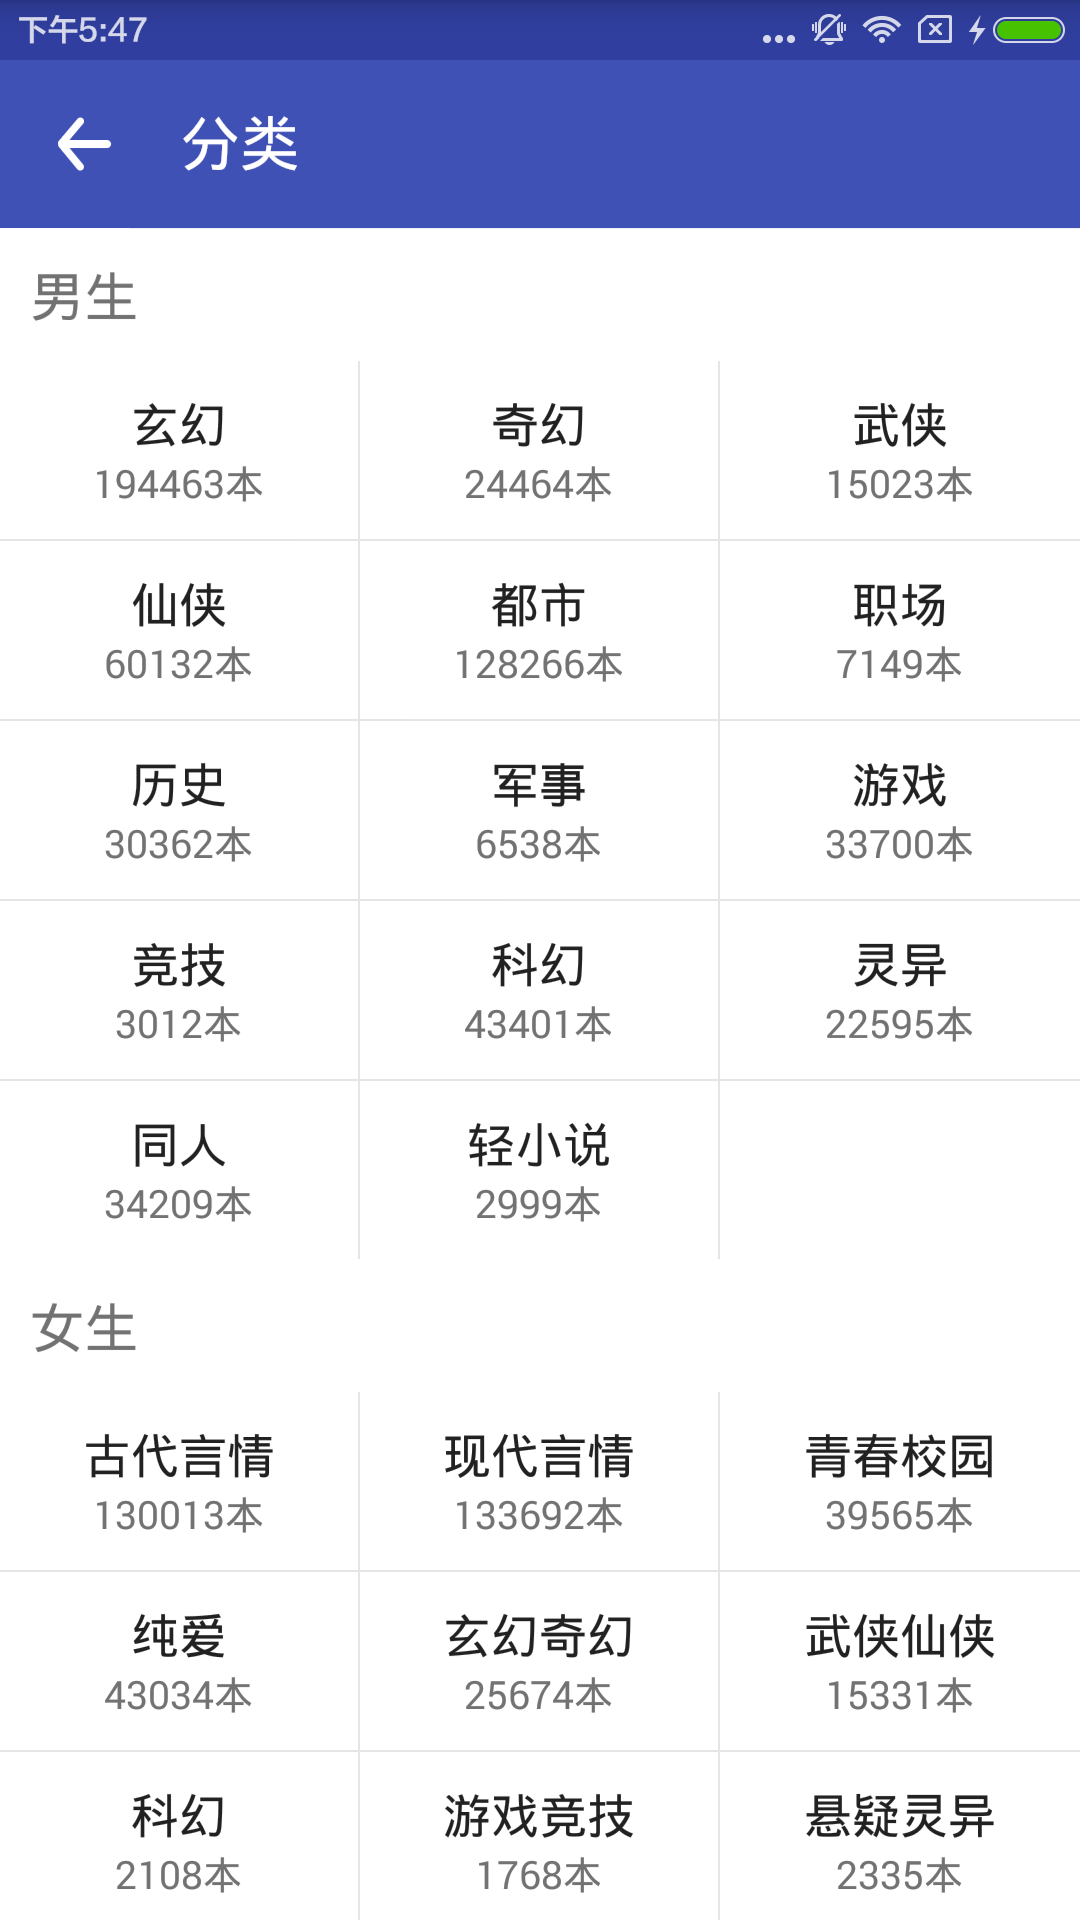 下午5:47
分类
男生
玄幻 奇幻 武侠
194463本 24464本 15023本
仙侠 都市 职场
60132本 128266本 7149本
历史 军事 游戏
30362本 6538本 33700本
竞技 科幻 灵异
3012本 43401本 22595本
同人 轻小说
34209本 2999本
女生
古代言情 现代言情 青春校园
130013本 133692本 39565本
纯爱 玄幻奇幻 武侠仙侠
43034本 25674本 15331本
科幻 游戏竞技 悬疑灵异
2108本 1768本 2335本